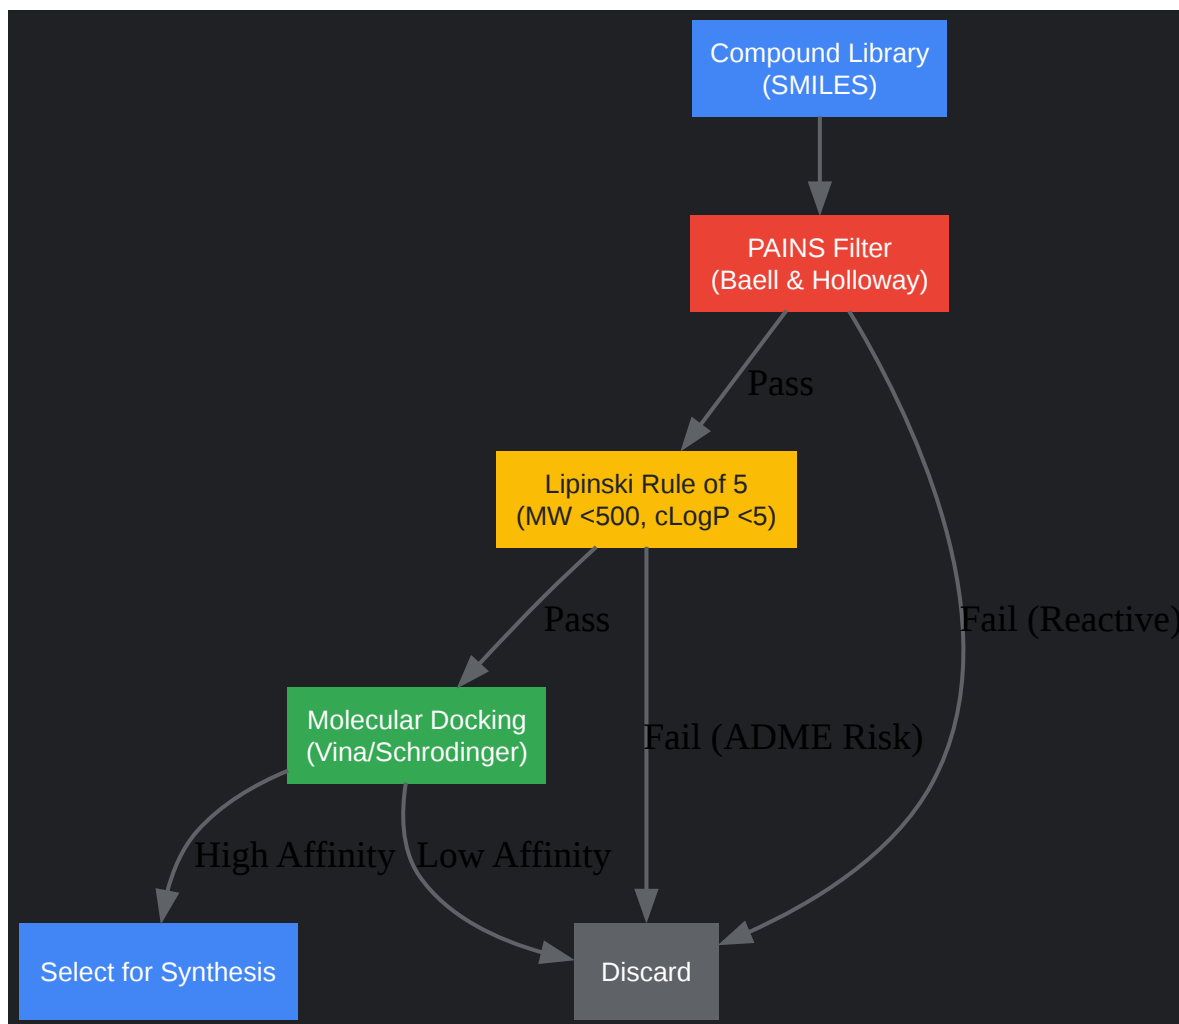 Compound Library
(SMILES)
PAINS Filter
(Baell & Holloway)
Pass
Lipinski Rule of 5
(MW <500, cLogP <5)
Pass
Fail (Reactive)
Molecular Docking
(Vina/Schrodinger)
Fail (ADME Risk)
High Affinity
Low Affinity
Select for Synthesis
Discard